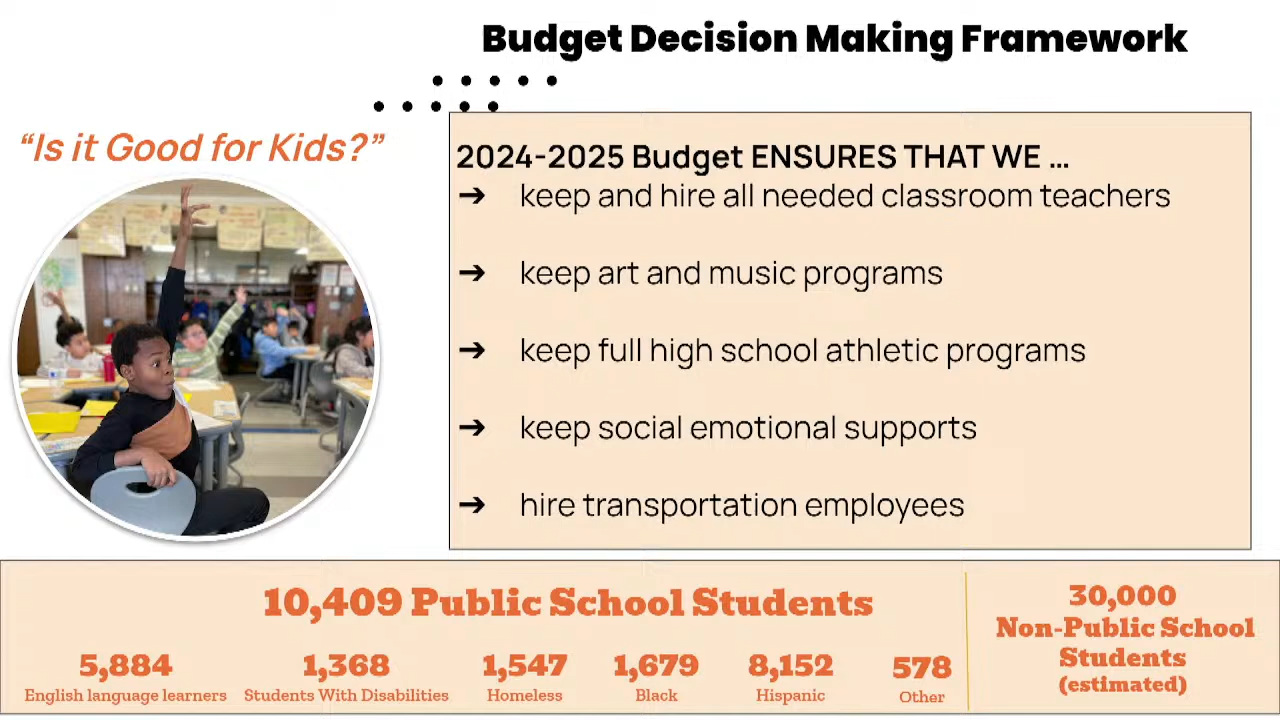 Budget Decision Making Framework
“Is it Good for Kids?”
2024-2025 Budget ENSURES THAT WE ...
➔ keep and hire all needed classroom teachers
➔ keep art and music programs
➔ keep full high school athletic programs
➔ keep social emotional supports
➔ hire transportation employees
10,409 Public School Students
5,884
English language learners
1,368
Students With Disabilities
1,547
Homeless
1,679
Black
8,152
Hispanic
578
Other
30,000
Non-Public School
Students
(estimated)